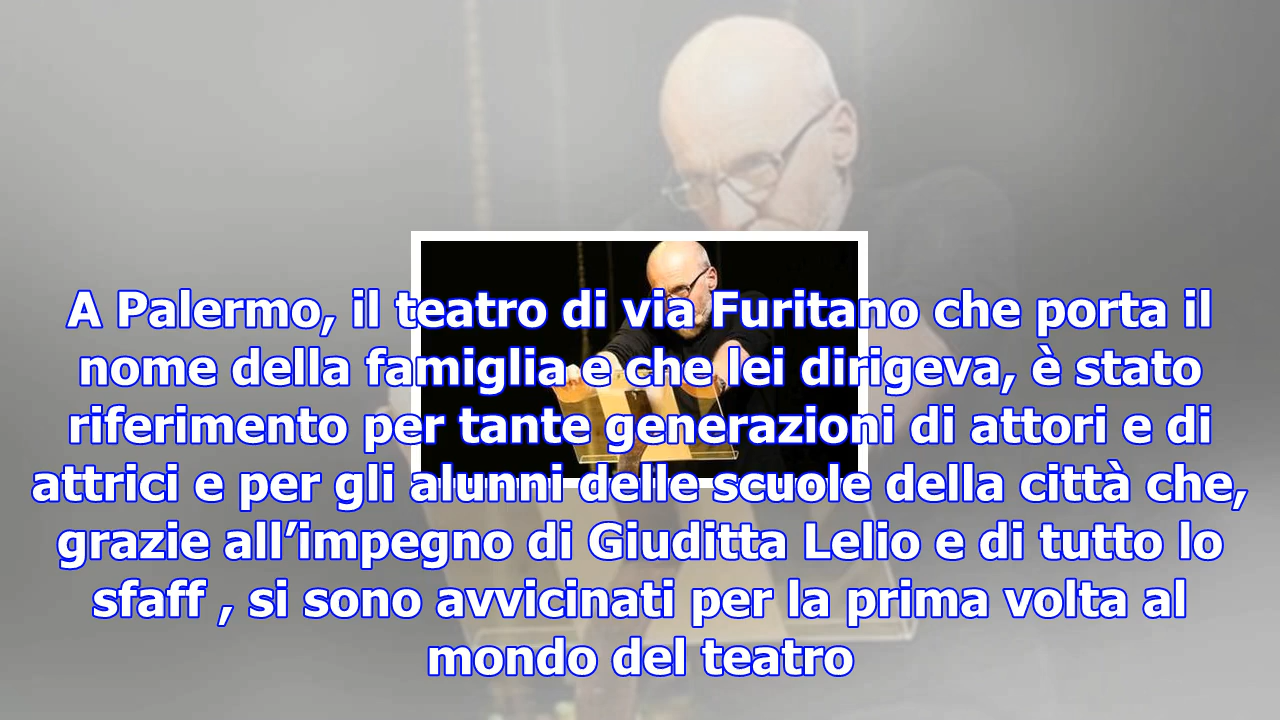 A Palermo, il teatro di via Furitano che porta il
nome della famiglia e che lei dirigeva, è stato
riferimento per tante generazioni di attori e di
attrici e per gli alunni delle scuole della città che,
grazie all’impegno di Giuditta Lelio e di tutto lo
sfaff , si sono avvicinati per la prima volta al
mondo del teatro